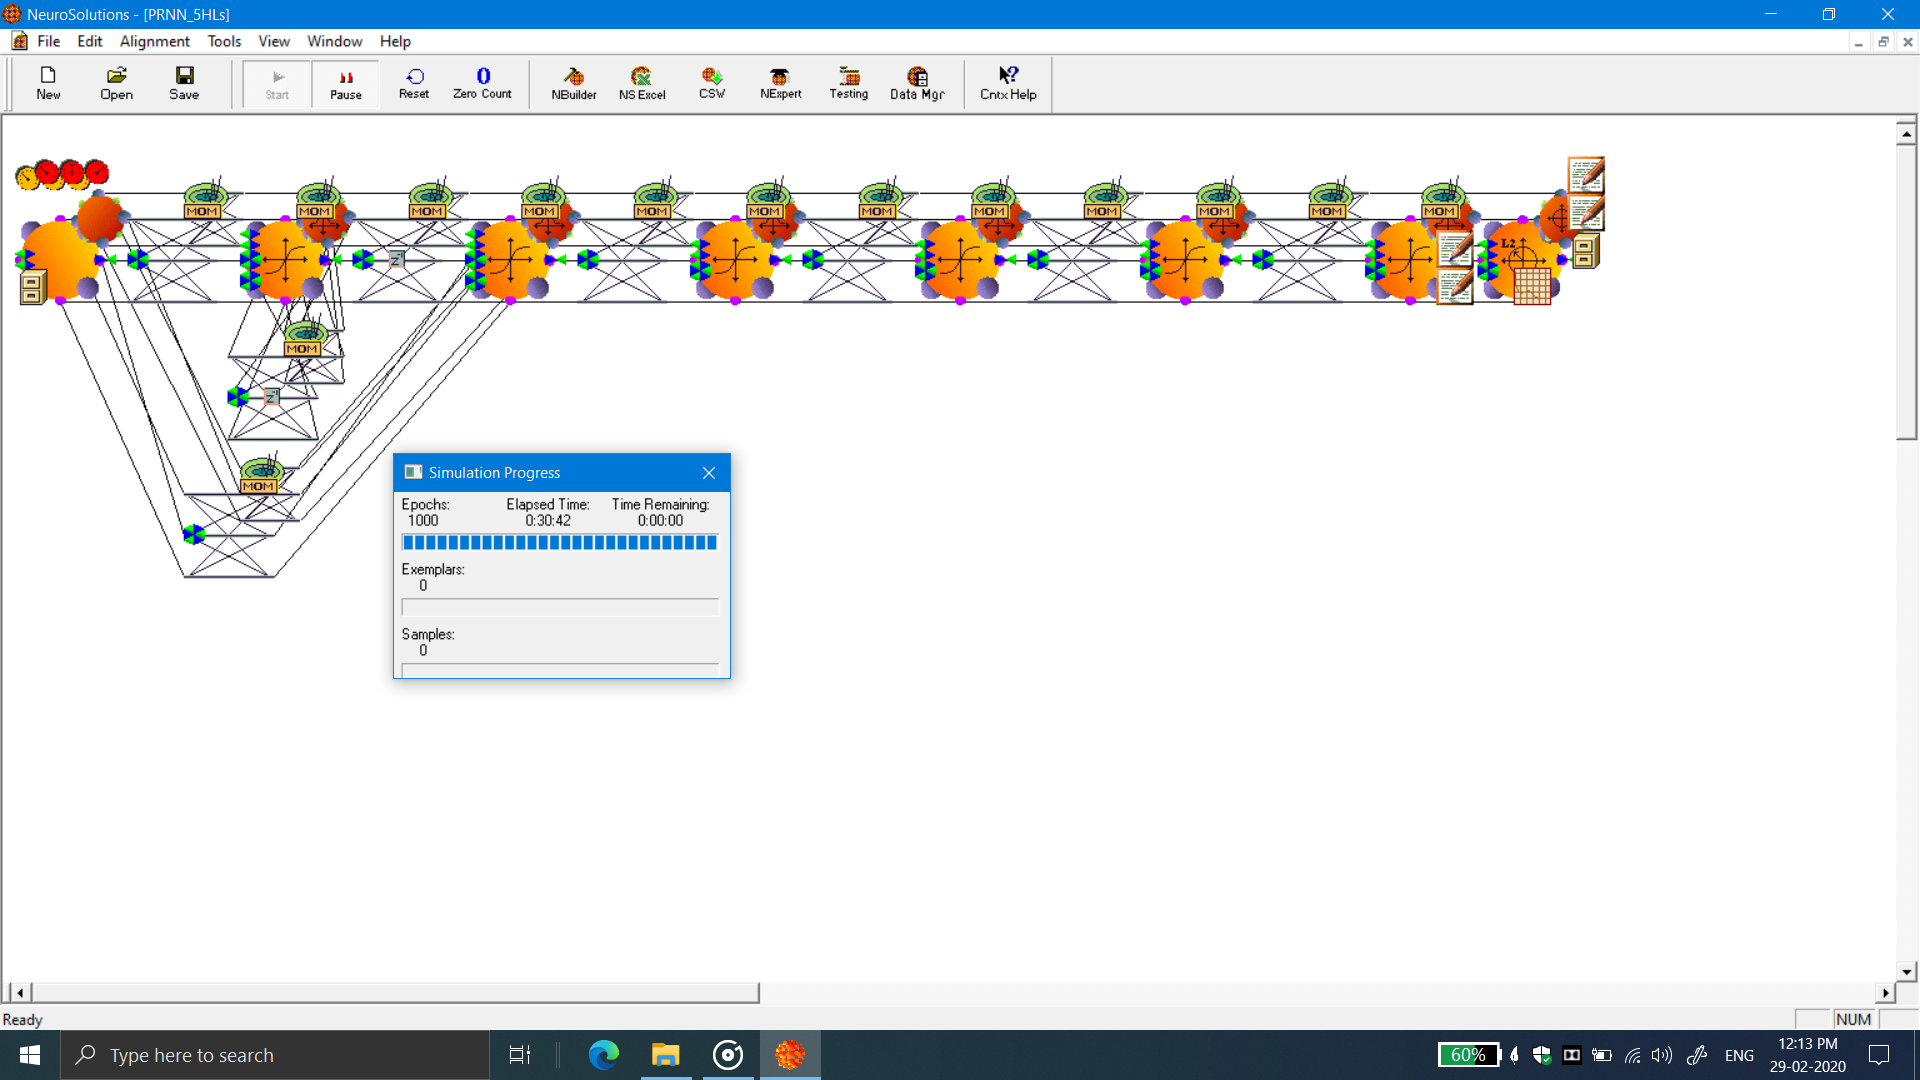 NeuroSolutions - [PRNN_5HLs]
File Edit Alignment Tools View Window Help
New Open Save Start Pause Reset Zero Count NBuilder NS Excel CSW NExpert Testing Data Mgr Cntx Help
0
MOM MOM MOM MOM MOM MOM MOM MOM MOM MOM MOM MOM
L2
MOM
MOM
Simulation Progress
Epochs: Elapsed Time: Time Remaining:
1000 0:30:42 0:00:00
Exemplars:
0
Samples:
0
Ready
NUM
Type here to search
60%
ENG
12:13 PM
29-02-2020